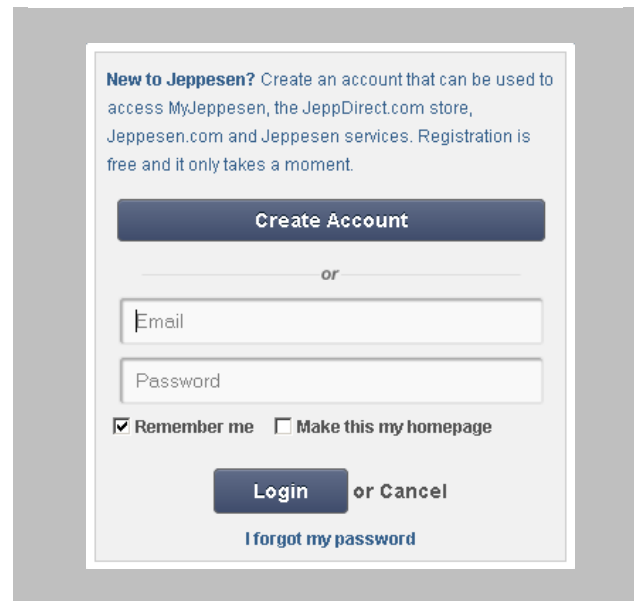 New to Jeppesen? Create an account that can be used to
access MyJeppesen, the JeppDirect.com store,
Jeppesen.com and Jeppesen services. Registration is
free and it only takes a moment.
Create Account
or
Email
Password
Remember me Make this my homepage
Login or Cancel
I forgot my password